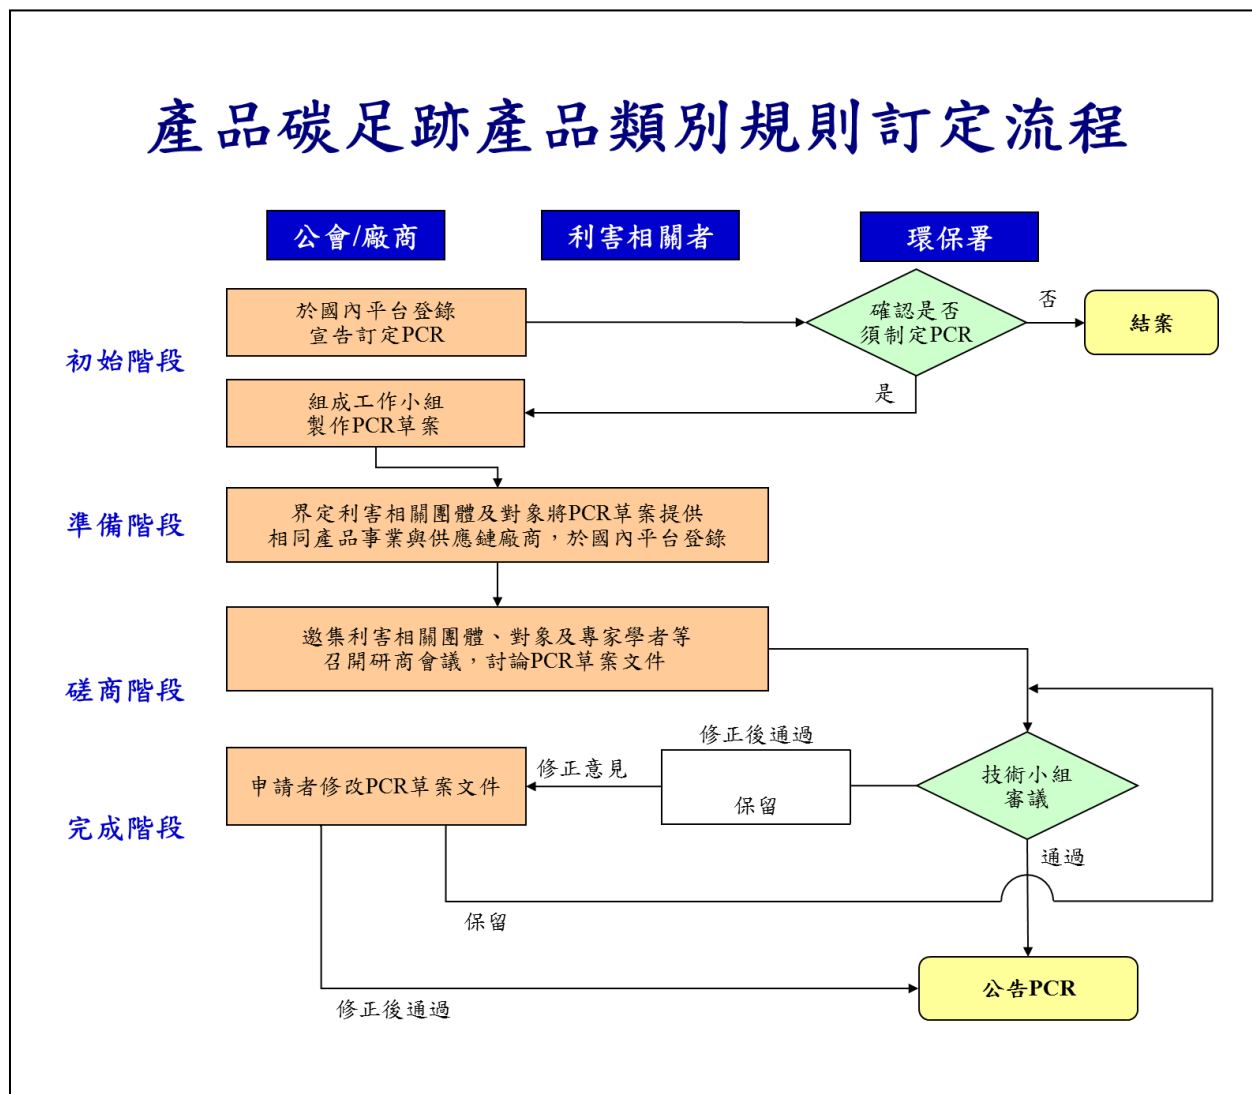 產品碳足跡產品類別規則訂定流程
公會/廠商
利害相關者
環保署
初始階段
於國內平台登錄
宣告訂定PCR
確認是否
須制定PCR
否
結案
是
組成工作小組
製作PCR草案
準備階段
界定利害相關團體及對象將PCR草案提供
相同產品事業與供應鏈廠商，於國內平台登錄
磋商階段
邀集利害相關團體、對象及專家學者等
召開研商會議，討論PCR草案文件
完成階段
申請者修改PCR草案文件
修正意見
修正後通過
保留
技術小組
審議
通過
保留
修正後通過
公告PCR